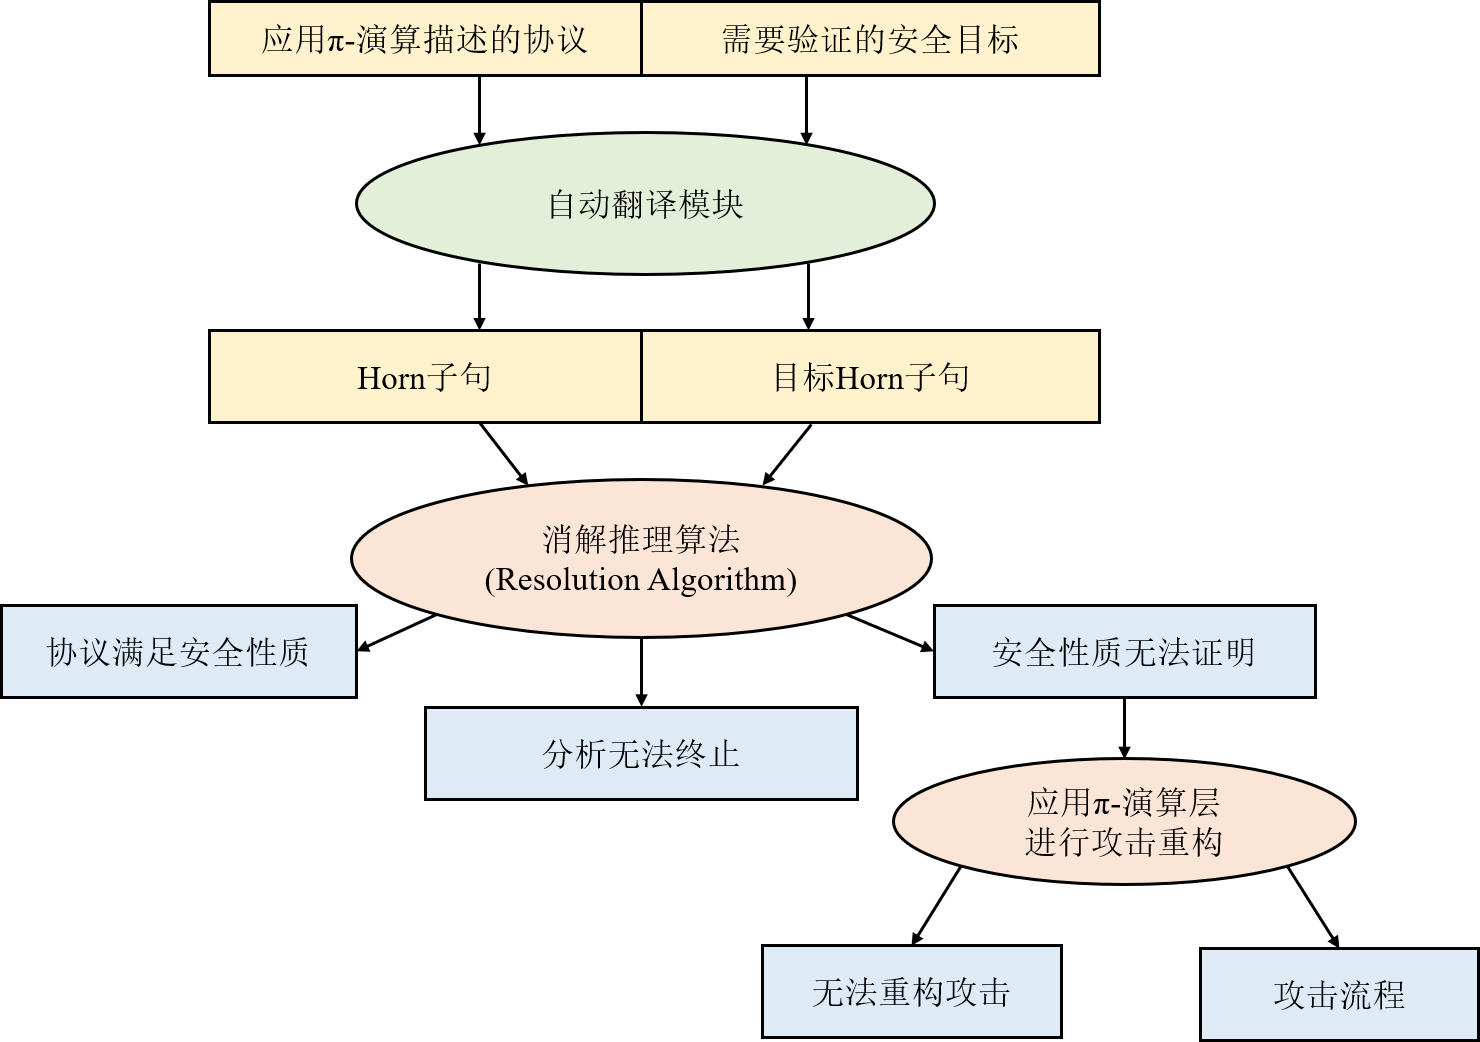 应用π-演算描述的协议
需要验证的安全目标
自动翻译模块
Horn子句
目标Horn子句
消解推理算法
(Resolution Algorithm)
协议满足安全性质
安全性质无法证明
分析无法终止
应用π-演算层
进行攻击重构
无法重构攻击
攻击流程